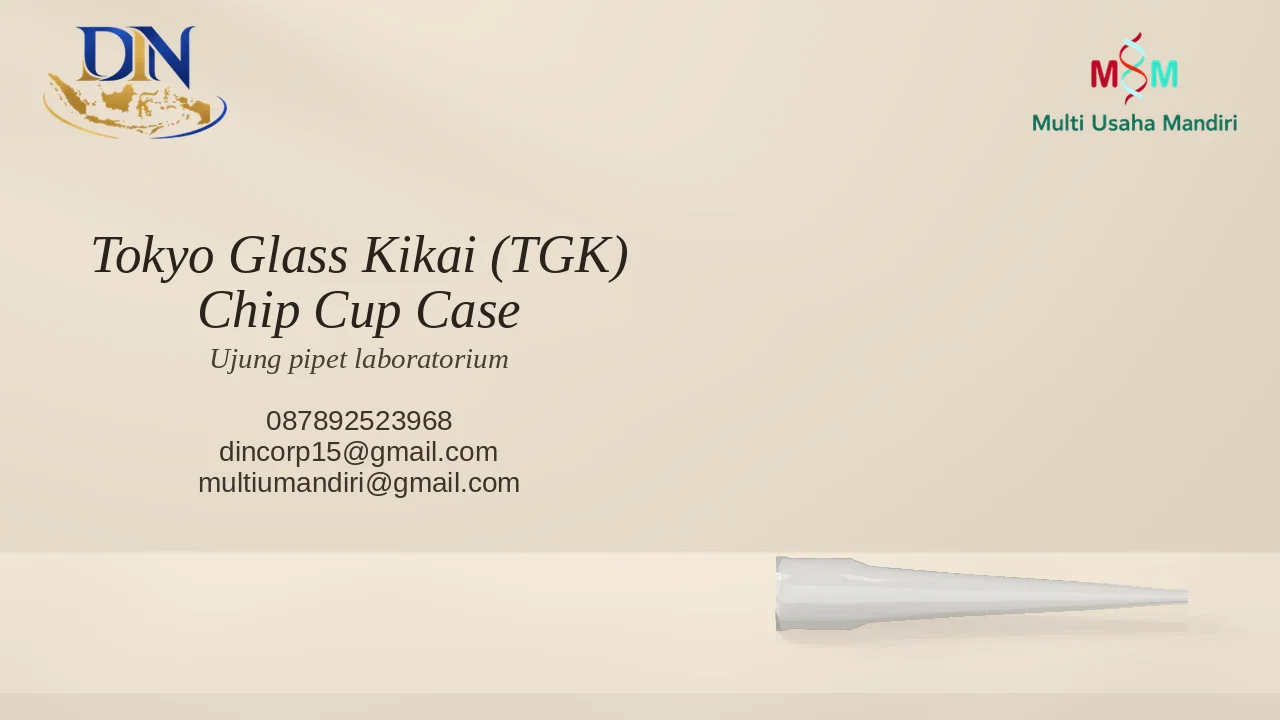 DIN
M M
Multi Usaha Mandiri
Tokyo Glass Kikai (TGK)
Chip Cup Case
Ujung pipet laboratorium
087892523968
dincorp15@gmail.com
multiumandiri@gmail.com